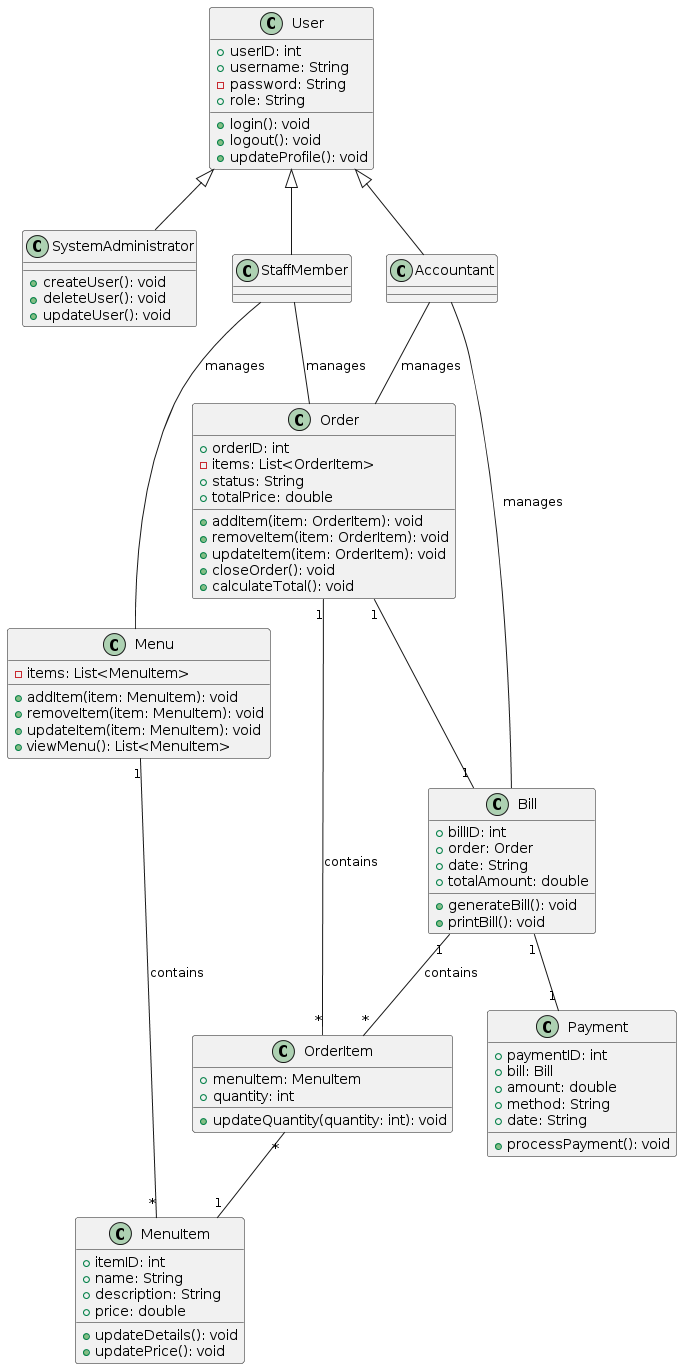 C User
userID: int
username: String
password: String
role: String
login(): void
logout(): void
updateProfile(): void
C SystemAdministrator
createUser(): void
deleteUser(): void
updateUser(): void
C StaffMember
C Accountant
manages
manages
manages
manages
C Order
orderID: int
items: List<OrderItem>
status: String
totalPrice: double
addItem(item: OrderItem): void
removeItem(item: OrderItem): void
updateItem(item: OrderItem): void
closeOrder(): void
calculateTotal(): void
1
1
C Menu
items: List<MenuItem>
addItem(item: MenuItem): void
removeItem(item: MenuItem): void
updateItem(item: MenuItem): void
viewMenu(): List<MenuItem>
1
1
C Bill
billID: int
order: Order
date: String
totalAmount: double
generateBill(): void
printBill(): void
contains
1
1
contains
contains
1
*
*
C OrderItem
menuItem: MenuItem
quantity: int
updateQuantity(quantity: int): void
C Payment
paymentID: int
bill: Bill
amount: double
method: String
date: String
processPayment(): void
*
*
1
C MenuItem
itemID: int
name: String
description: String
price: double
updateDetails(): void
updatePrice(): void